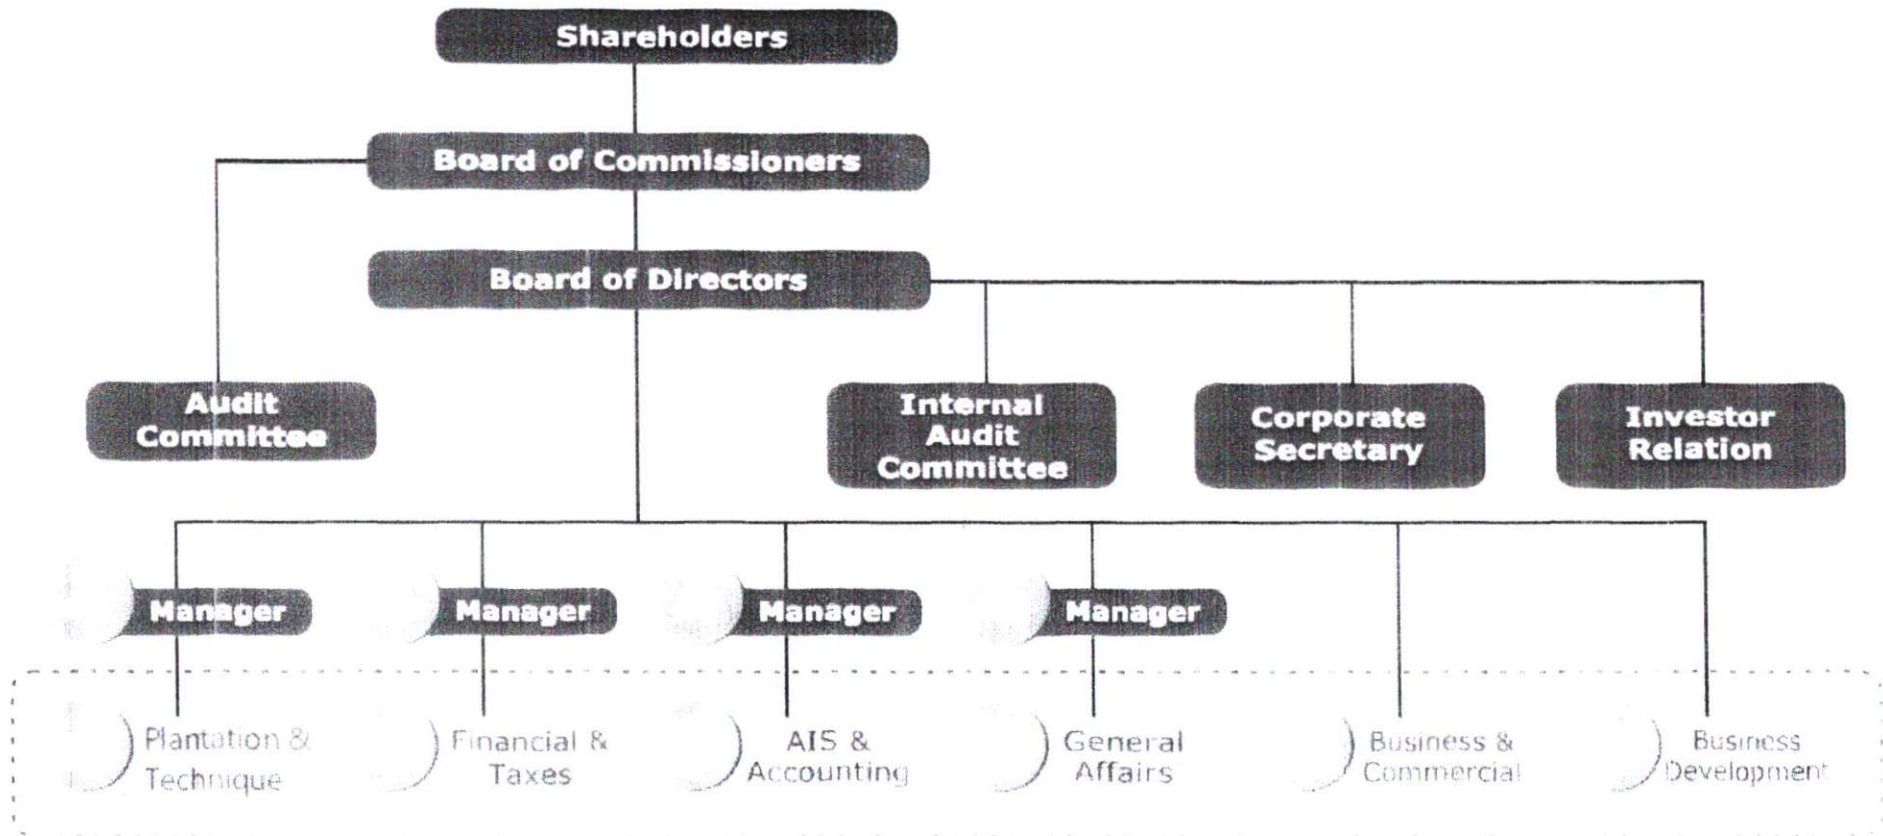 Shareholders
Board of Commissioners
Board of Directors
Audit
Committee
Internal
Audit
Committee
Corporate
Secretary
Investor
Relation
Manager
Manager
Manager
Manager
Plantation &
Technique
Financial &
Taxes
AIS &
Accounting
General
Affairs
Business &
Commercial
Business
Development